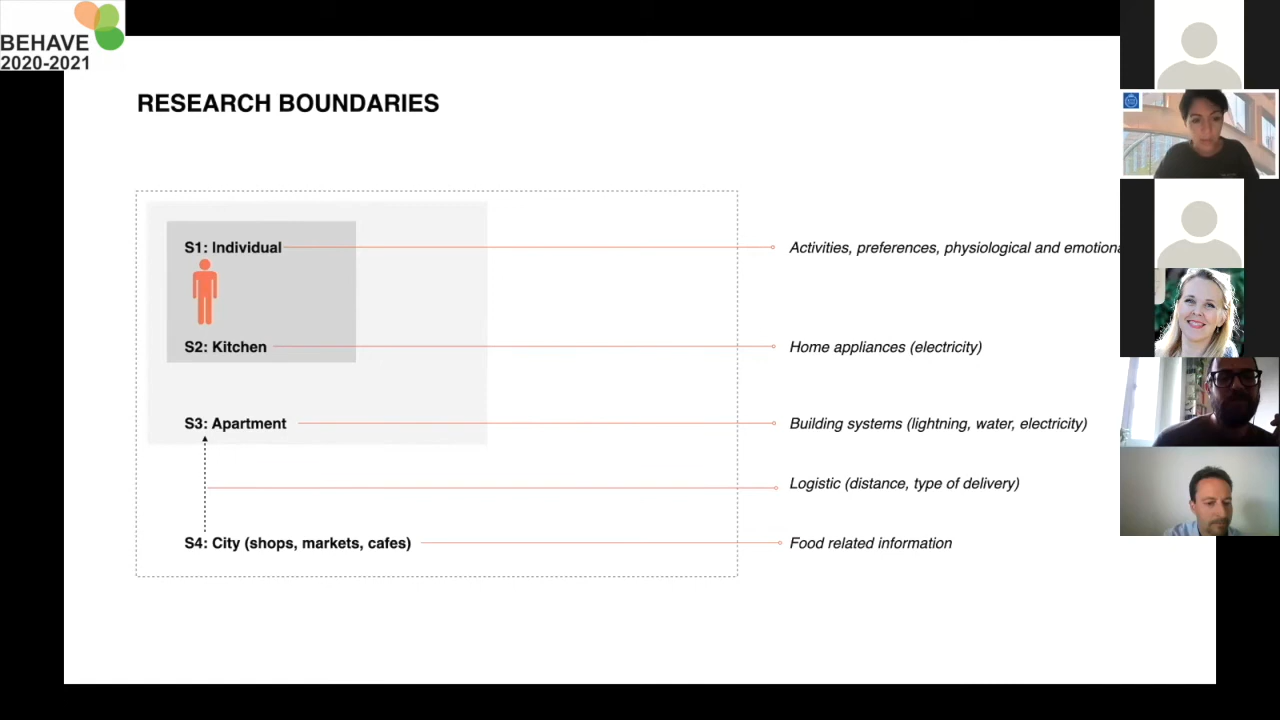 BEHAVE
2020-2021
RESEARCH BOUNDARIES
S1: Individual
Activities, preferences, physiological and emotiona
S2: Kitchen
Home appliances (electricity)
S3: Apartment
Building systems (lightning, water, electricity)
Logistic (distance, type of delivery)
S4: City (shops, markets, cafes)
Food related information